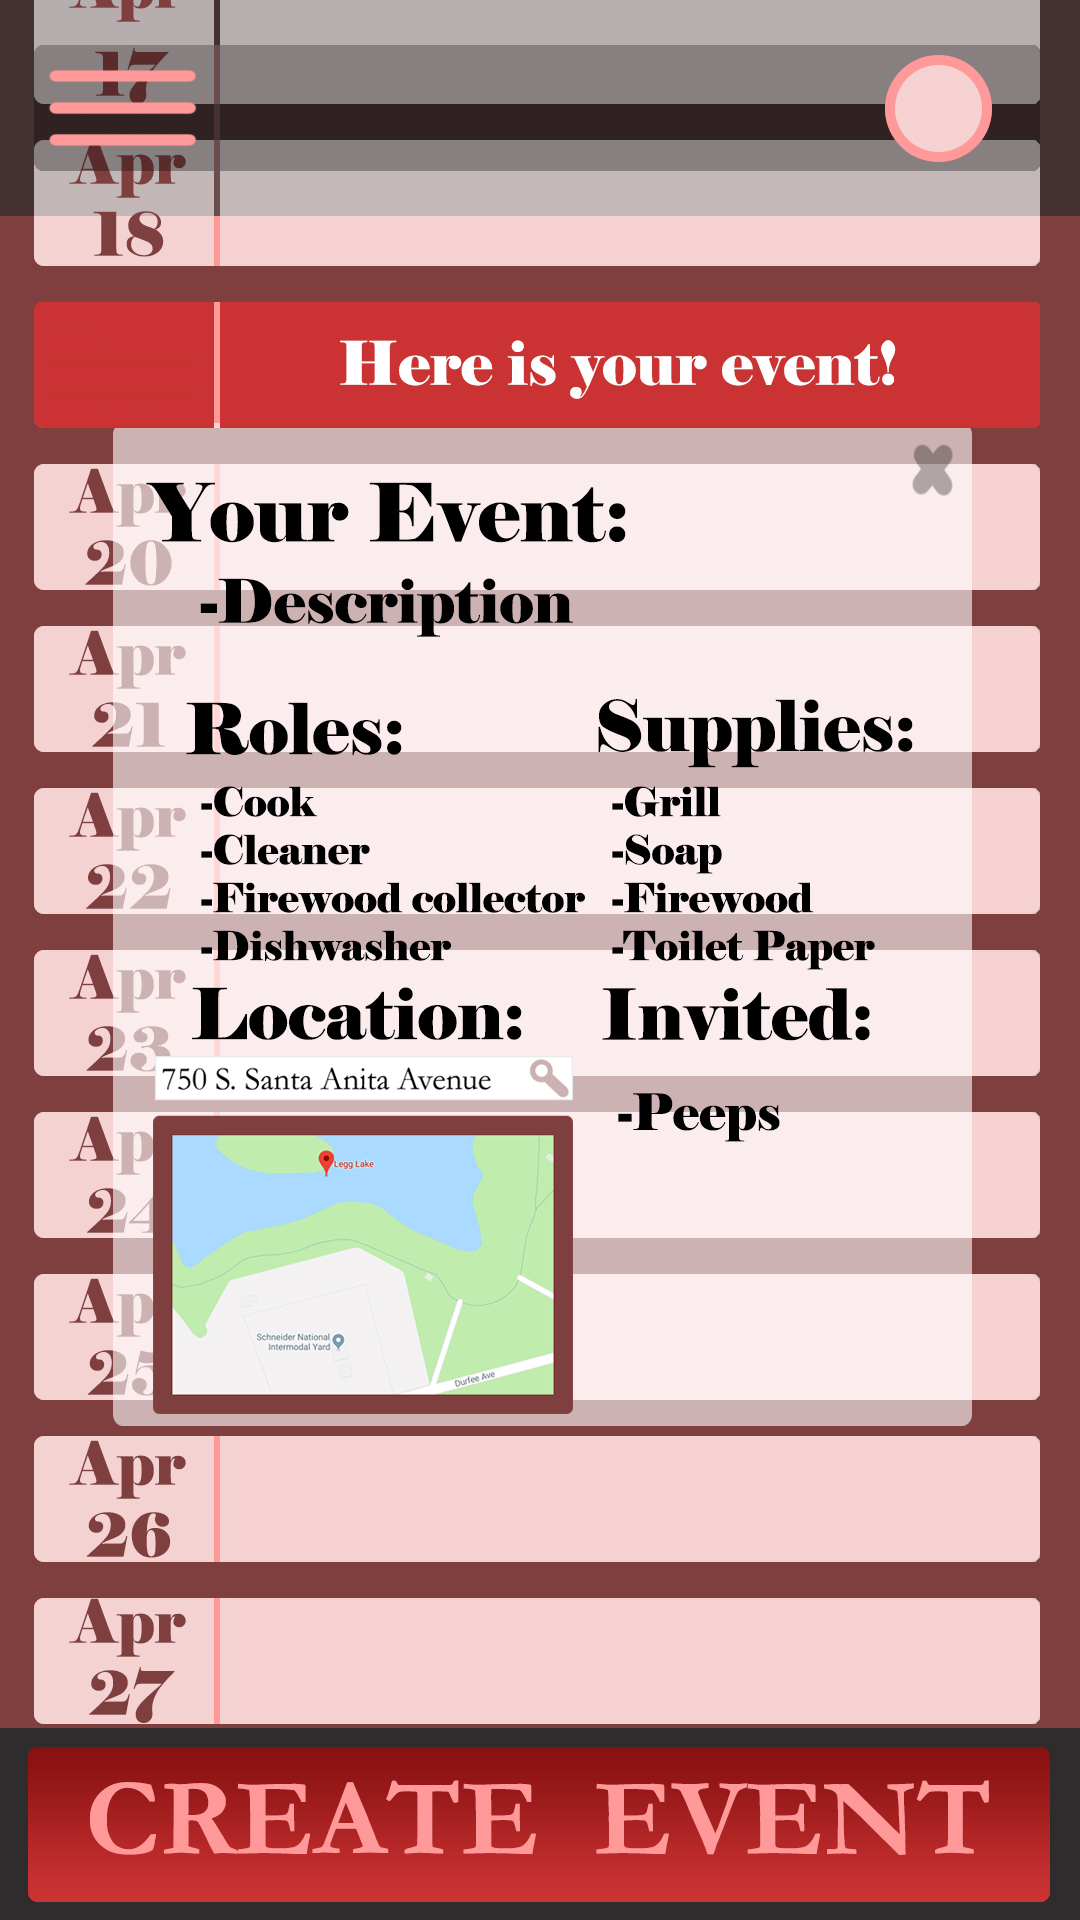 Apr
17
Apr
18
Here is your event!
Apr
20
Your Event:
-Description
Apr
21
Roles:
Supplies:
Apr
22
-Cook
-Cleaner
-Firewood collector
-Dishwasher
-Grill
-Soap
-Firewood
-Toilet Paper
Apr
23
Location:
Invited:
750 S. Santa Anita Avenue
-Peeps
Ap
24
Legg Lake
Ap
25
Schneider National
Intermodal Yard
Durfee Ave
Apr
26
Apr
27
CREATE EVENT